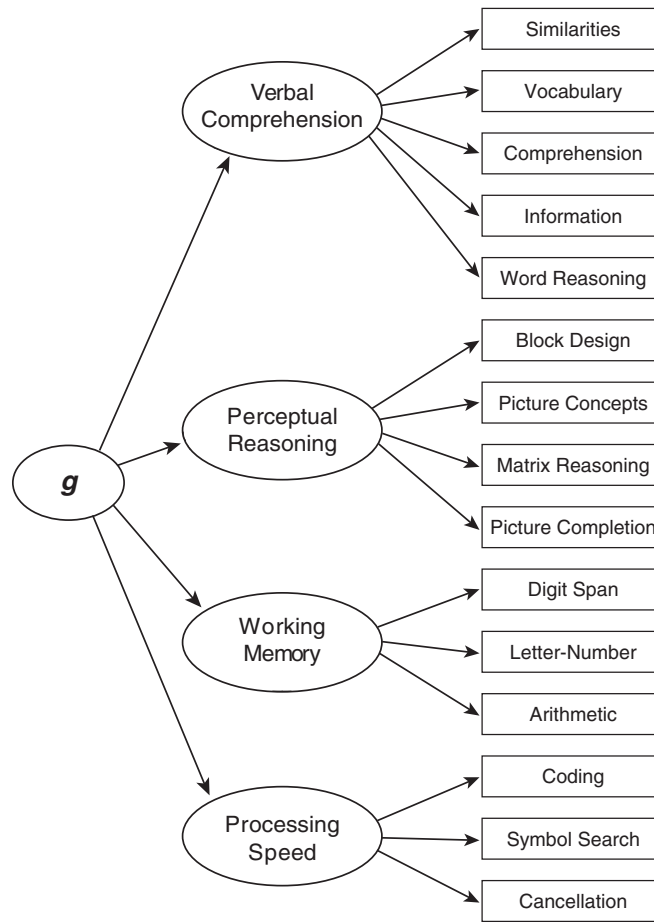 Verbal
Comprehension
Similarities
Vocabulary
Comprehension
Information
Word Reasoning
Perceptual
Reasoning
Block Design
Picture Concepts
Matrix Reasoning
Picture Completion
g
Working
Memory
Digit Span
Letter-Number
Arithmetic
Processing
Speed
Coding
Symbol Search
Cancellation